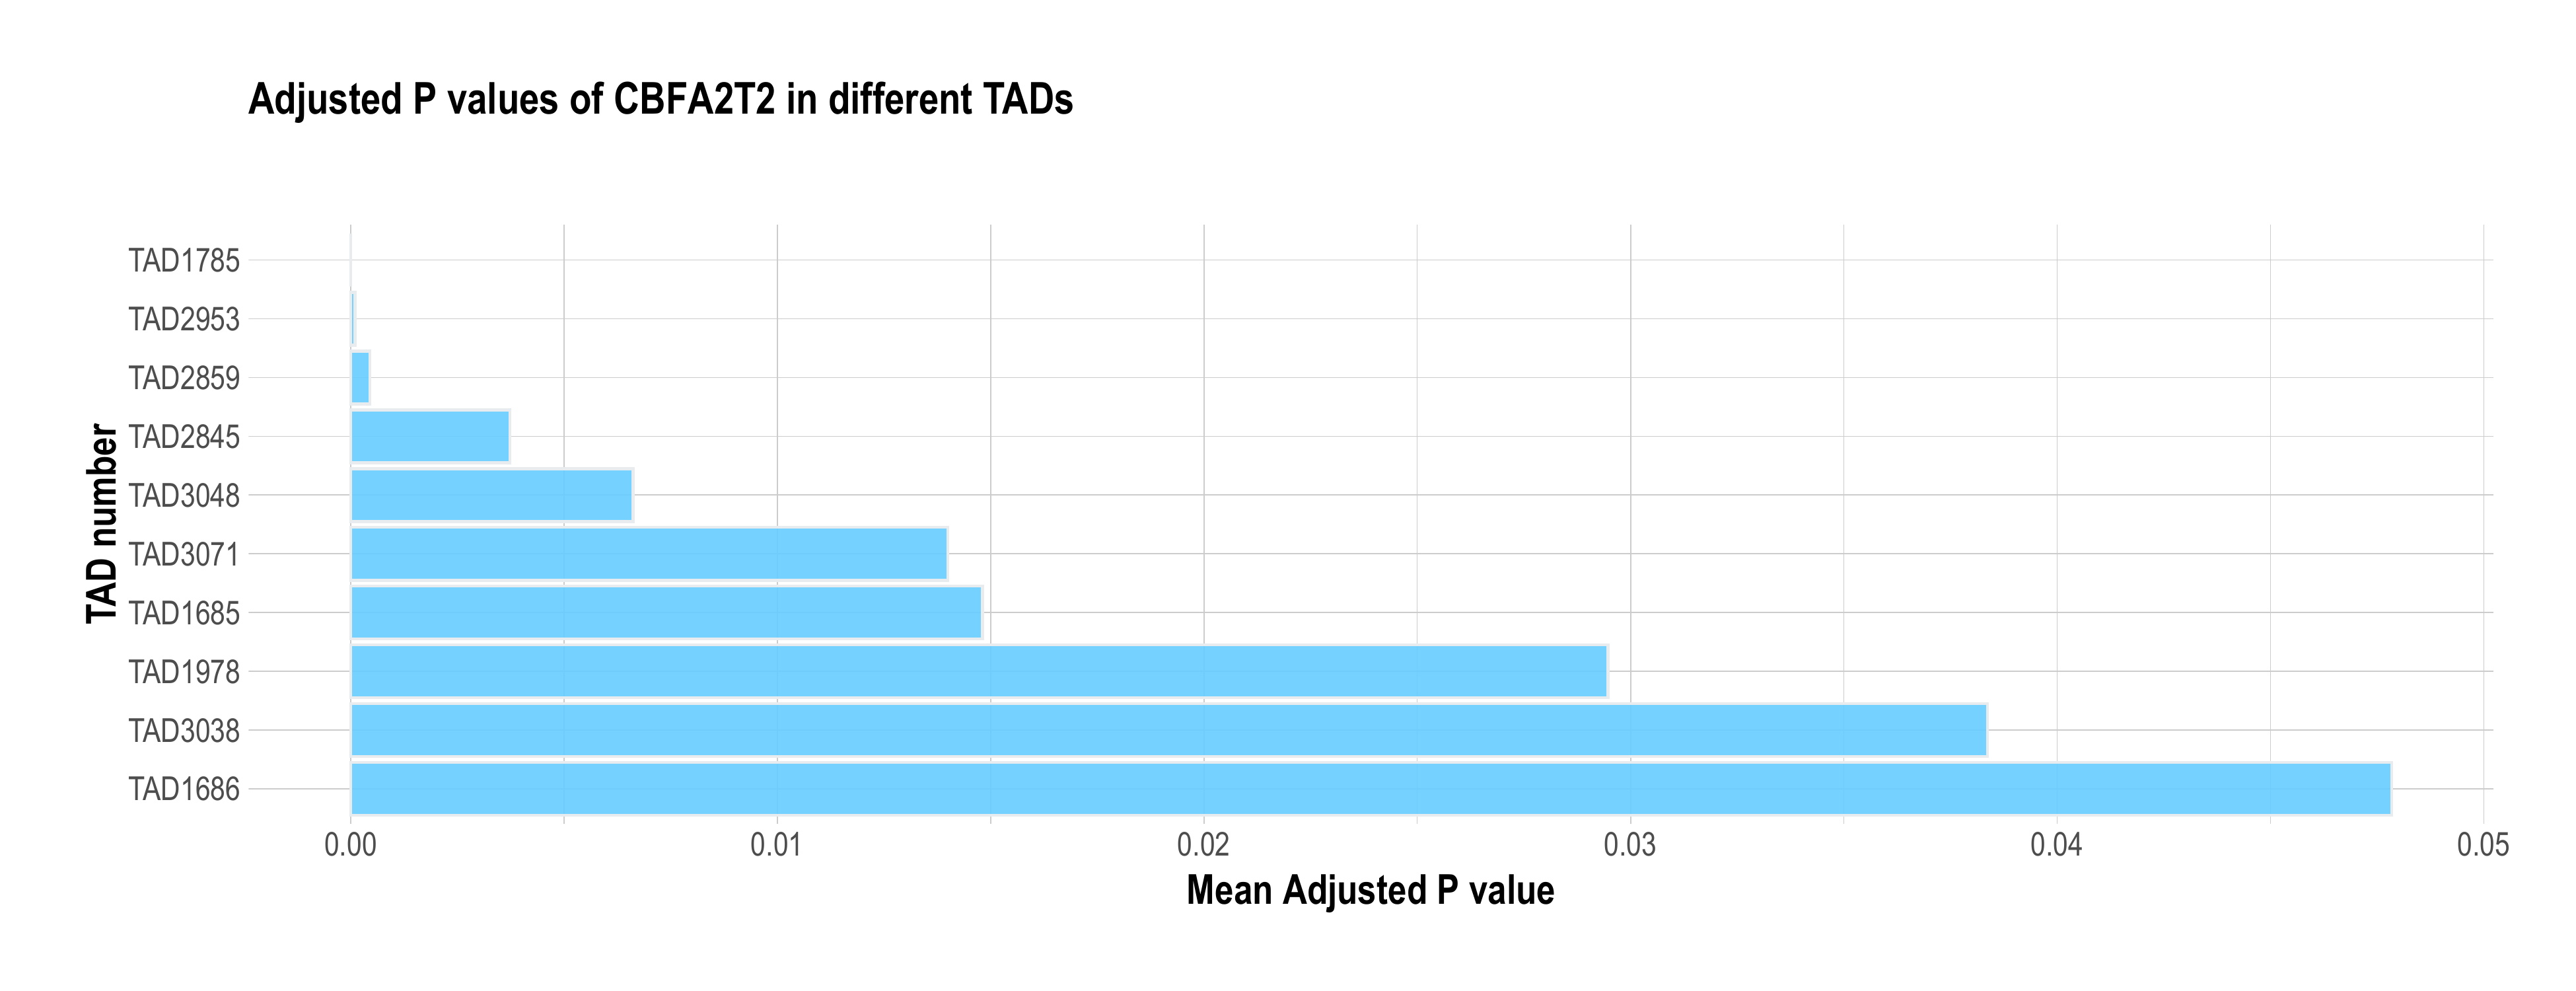 Adjusted P values of CBFA2T2 in different TADs
TAD number
TAD1785
TAD2953
TAD2859
TAD2845
TAD3048
TAD3071
TAD1685
TAD1978
TAD3038
TAD1686
0.00 0.01 0.02 0.03 0.04 0.05
Mean Adjusted P value